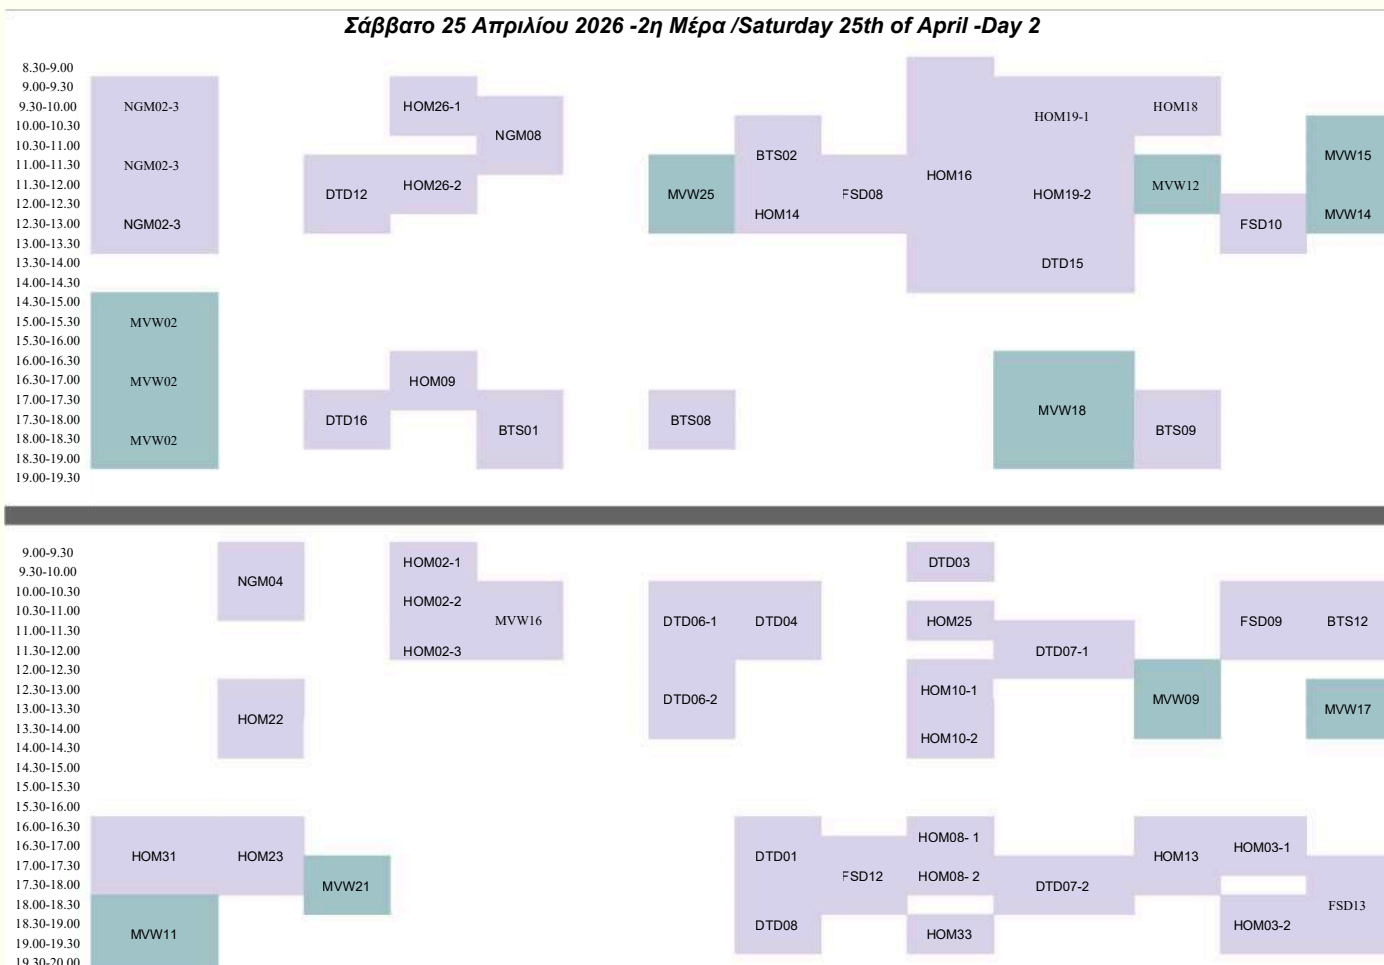 Σάββατο 25 Απριλίου 2026 -2η Μέρα /Saturday 25th of April -Day 2
8.30-9.00
9.00-9.30
9.30-10.00 NGM02-3 HOM26-1 HOM18
10.00-10.30 HOM19-1
10.30-11.00 NGM08
11.00-11.30 NGM02-3 BTS02 HOM16 MVW15
11.30-12.00 DTD12 HOM26-2 MVW25 FSD08 HOM19-2 MVW12
12.00-12.30 HOM14 MVW14
12.30-13.00 NGM02-3 FSD10
13.00-13.30
13.30-14.00 DTD15
14.00-14.30
14.30-15.00
15.00-15.30 MVW02
15.30-16.00
16.00-16.30
16.30-17.00 MVW02 HOM09
17.00-17.30 MVW18
17.30-18.00 DTD16 BTS08
18.00-18.30 MVW02 BTS01 BTS09
18.30-19.00
19.00-19.30
9.00-9.30 HOM02-1 DTD03
9.30-10.00 NGM04
10.00-10.30 HOM02-2
10.30-11.00 MVW16 DTD06-1 DTD04 HOM25 FSD09 BTS12
11.00-11.30
11.30-12.00 HOM02-3 DTD07-1
12.00-12.30
12.30-13.00 DTD06-2 HOM10-1 MVW09
13.00-13.30 HOM22 MVW17
13.30-14.00 HOM10-2
14.00-14.30
14.30-15.00
15.00-15.30
15.30-16.00
16.00-16.30 HOM08- 1
16.30-17.00 HOM31 HOM23 DTD01 HOM13 HOM03-1
17.00-17.30 FSD12 HOM08- 2
17.30-18.00 MVW21 DTD07-2
18.00-18.30 FSD13
18.30-19.00 MVW11 DTD08 HOM33 HOM03-2
19.00-19.30
19.30-20.00